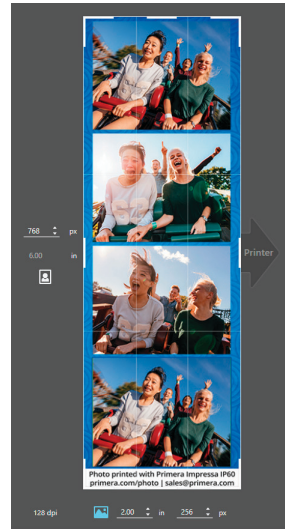 768 px
6.00 in
Printer
Photo printed with Primera Impressa IP60
primera.com/photo | sales@primera.com
128 dpi 2.00 in 256 px